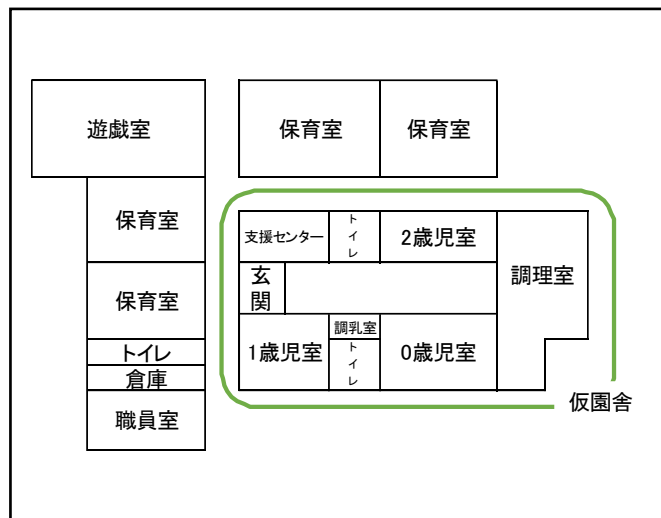 遊戯室
保育室
保育室
保育室
支援センター
トイレ
2歳児室
調理室
玄関
保育室
調乳室
1歳児室
トイレ
0歳児室
トイレ
倉庫
職員室
仮園舎